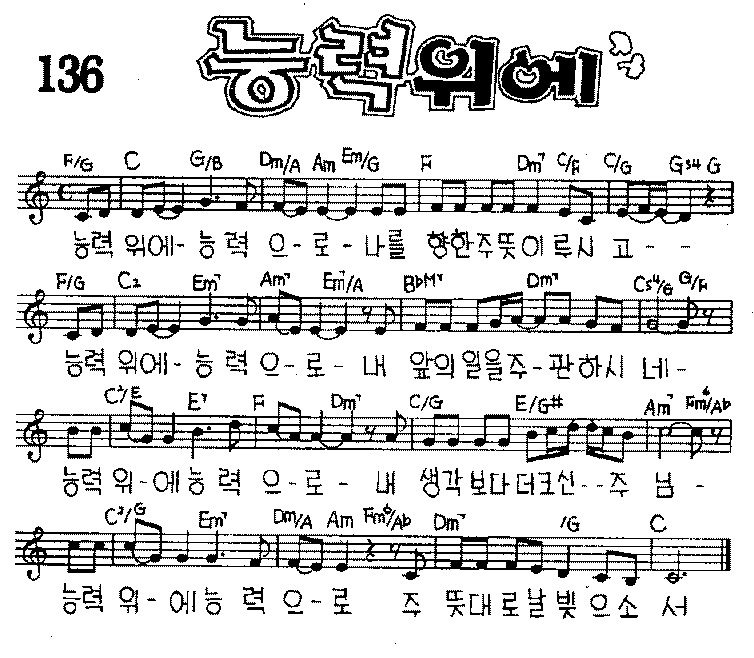 136
능력위에
F/G C G/B Dm/A Am Em/G F Dm7 C/F C/G Gs4 G
능력 위에- 능력 으-로-나를 향한주뜻이루시 고- -
F/G C2 Em7 Am7 Em7/A B♭M7 Dm7 Cs4/G G/F
능력 위에- 능 력 으-로- 내 앞의일을주-관하시 네-
C7/E E7 F Dm7 C/G E/G# Am7 Fm6/Ab
능력 위-에능 력 으-로- 내 생각보다더크신--주 님 -
C7/G Em7 Dm/A Am Fm6/Ab Dm7 /G C
능력 위-에능 력 으-로 주 뜻대로날빚으소 서